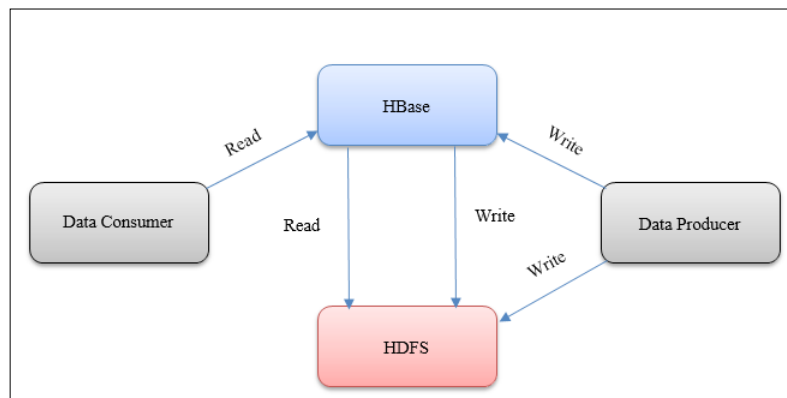 HBase
Read
Write
Data Consumer
Read
Write
Data Producer
Write
HDFS